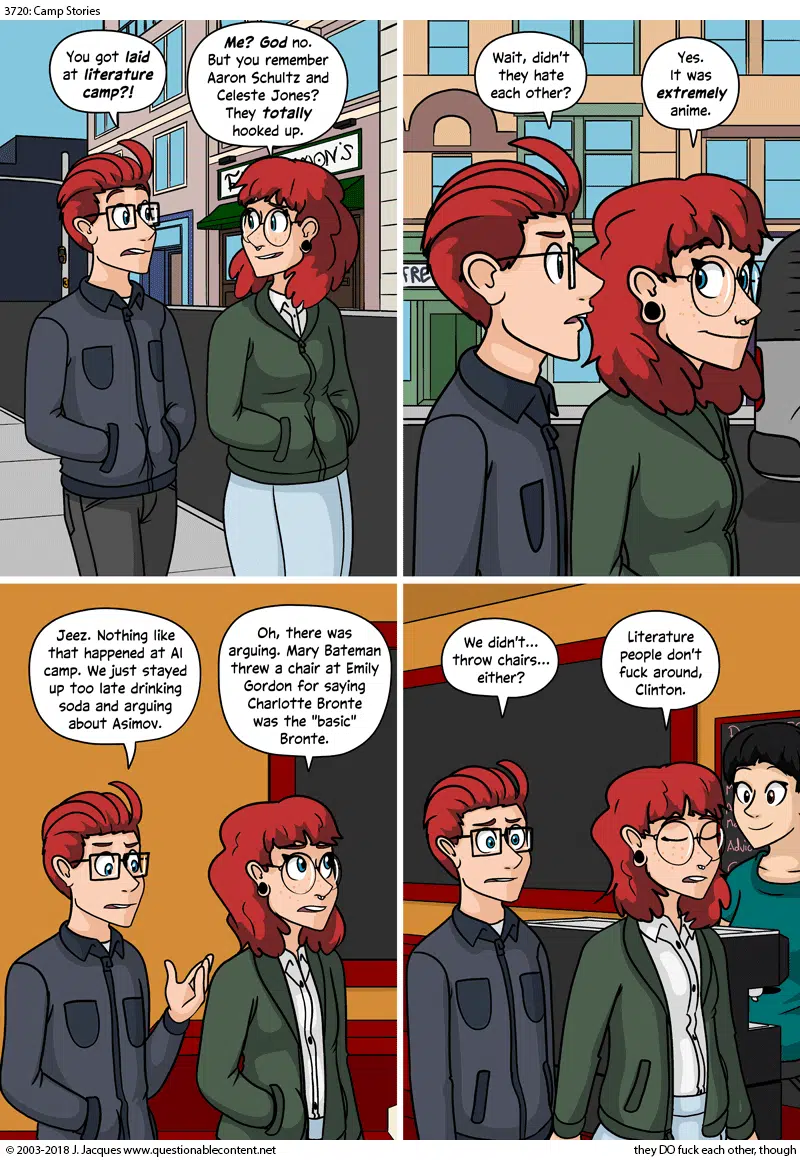 3720: Camp Stories
You got laid
at literature
camp?!
Me? God no.
But you remember
Aaron Schultz and
Celeste Jones?
They totally
hooked up.
Wait, didn't
they hate
each other?
Yes.
It was
extremely
anime.
Jeez. Nothing like
that happened at AI
camp. We just stayed
up too late drinking
soda and arguing
about Asimov.
Oh, there was
arguing. Mary Bateman
threw a chair at Emily
Gordon for saying
Charlotte Bronte
was the "basic"
Bronte.
We didn't...
throw chairs...
either?
Literature
people don't
fuck around,
Clinton.
© 2003-2018 J. Jacques www.questionablecontent.net
they DO fuck each other, though